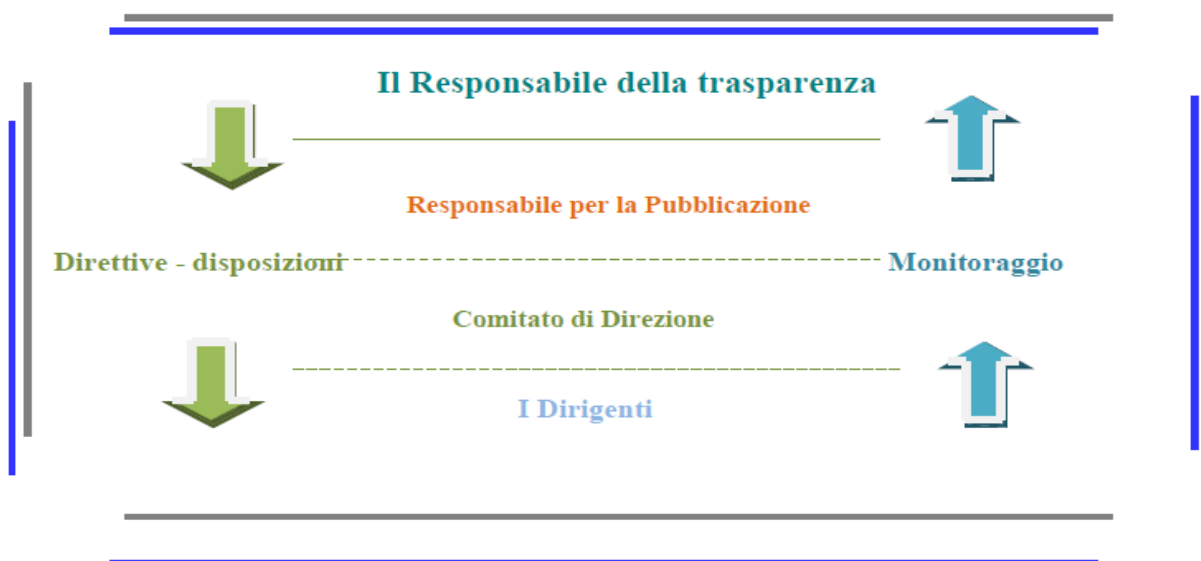 Il Responsabile della trasparenza
Responsabile per la Pubblicazione
Direttive - disposizioni
Monitoraggio
Comitato di Direzione
I Dirigenti